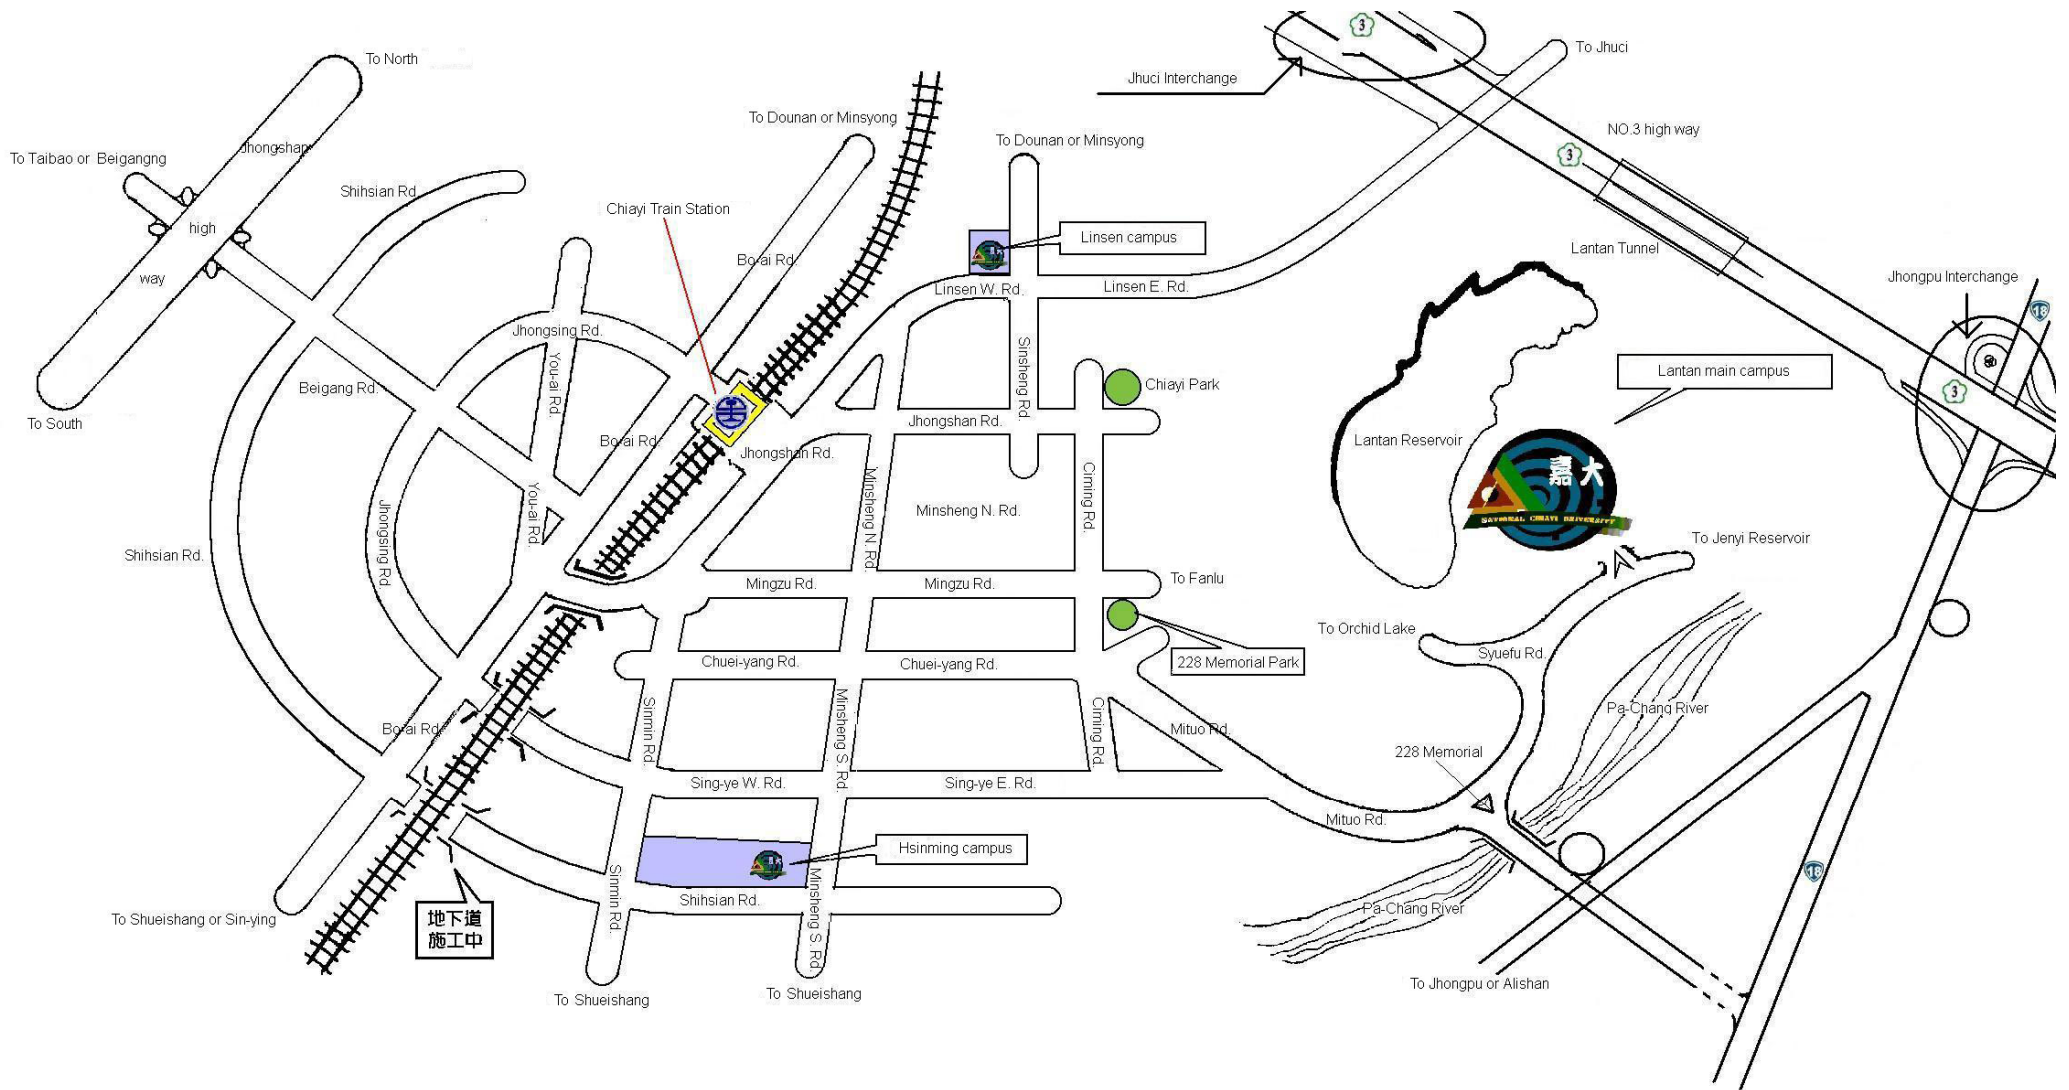 To North
To Jhuci
3
Jhuci Interchange
To Dounan or Minsyong
To Dounan or Minsyong
NO.3 high way
3
Jhongshan
high
way
To Taibao or Beigangng
Shihsian Rd.
Chiayi Train Station
Linsen campus
Lantan Tunnel
Bo-ai Rd.
Linsen W. Rd.
Linsen E. Rd.
Jhongpu Interchange
18
Jhongsing Rd.
You-ai Rd.
Sinsheng Rd.
Lantan main campus
Beigang Rd.
Chiayi Park
3
To South
Bo-ai Rd.
Jhongshan Rd.
Jhongshan Rd.
Lantan Reservoir
嘉大
NATIONAL CHIAYI UNIVERSITY
Minsheng N. Rd.
Ciming Rd.
Minsheng N. Rd.
You-ai Rd.
Jhongsing Rd.
Shihsian Rd.
To Jenyi Reservoir
Mingzu Rd.
Mingzu Rd.
To Fanlu
To Orchid Lake
Syuefu Rd.
Chuei-yang Rd.
Chuei-yang Rd.
228 Memorial Park
Pa-Chang River
Bo-ai Rd.
Sinmin Rd.
Minsheng S. Rd.
Ciming Rd.
Mituo Rd.
228 Memorial
Sing-ye W. Rd.
Sing-ye E. Rd.
Mituo Rd.
Hsinming campus
18
Sinmin Rd.
Minsheng S. Rd.
Shihsian Rd.
Pa-Chang River
To Shueishang or Sin-ying
地下道
施工中
To Jhongpu or Alishan
To Shueishang
To Shueishang